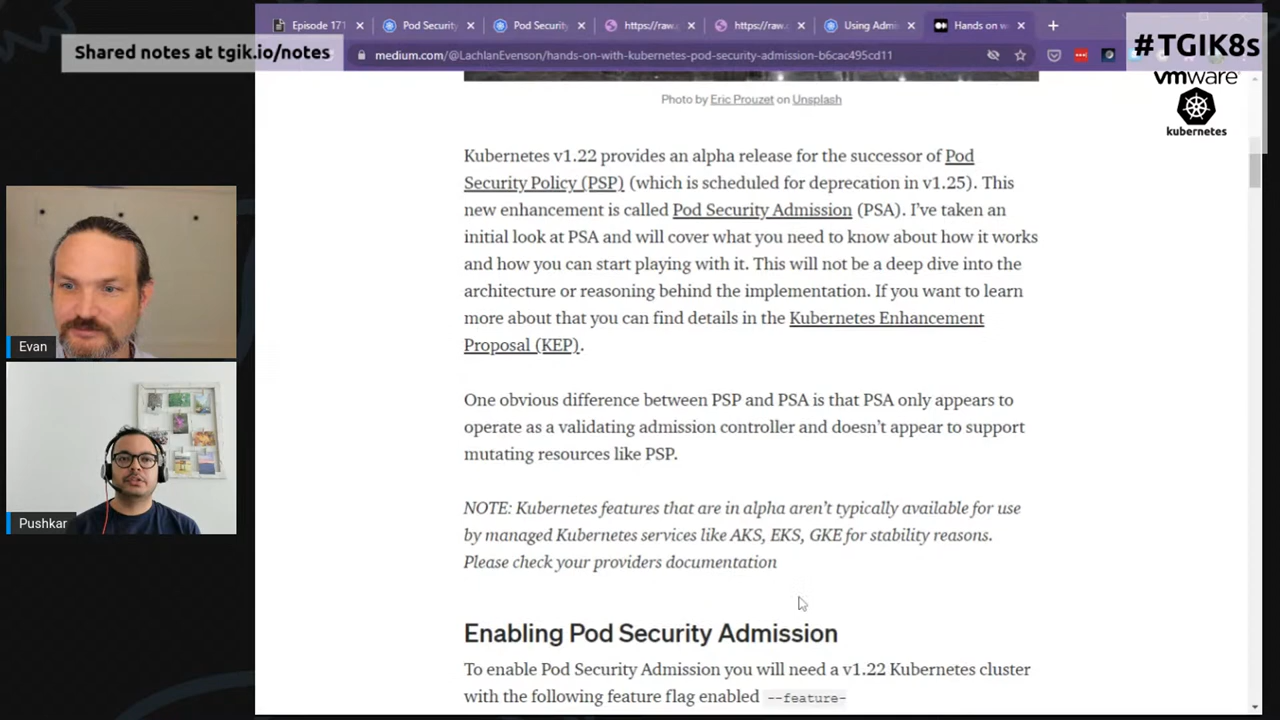 Episode 171
Pod Security
Pod Security
https://raw.
https://raw.
Using Admi
Hands on w
Shared notes at tgik.io/notes
medium.com/@LachlanEvenson/hands-on-with-kubernetes-pod-security-admission-b6cac495cd11
#TGIK8s
vmware
kubernetes
Photo by Eric Prouzet on Unsplash
Kubernetes v1.22 provides an alpha release for the successor of Pod
Security Policy (PSP) (which is scheduled for deprecation in v1.25). This
new enhancement is called Pod Security Admission (PSA). I've taken an
initial look at PSA and will cover what you need to know about how it works
and how you can start playing with it. This will not be a deep dive into the
architecture or reasoning behind the implementation. If you want to learn
more about that you can find details in the Kubernetes Enhancement
Proposal (KEP).
One obvious difference between PSP and PSA is that PSA only appears to
operate as a validating admission controller and doesn't appear to support
mutating resources like PSP.
NOTE: Kubernetes features that are in alpha aren't typically available for use
by managed Kubernetes services like AKS, EKS, GKE for stability reasons.
Please check your providers documentation
Enabling Pod Security Admission
To enable Pod Security Admission you will need a v1.22 Kubernetes cluster
with the following feature flag enabled --feature-
Evan
Pushkar